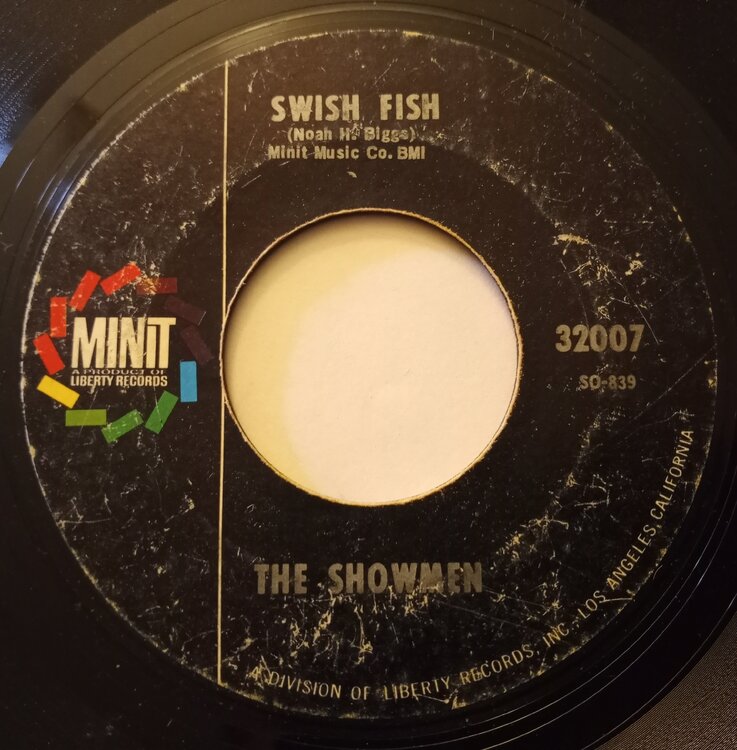 SWISH FISH
(Noah H. Biggs)
Minit Music Co. BMI
MINIT
A PRODUCT OF
LIBERTY RECORDS
32007
SO-839
THE SHOWMEN
A DIVISION OF LIBERTY RECORDS, INC., LOS ANGELES, CALIFORNIA